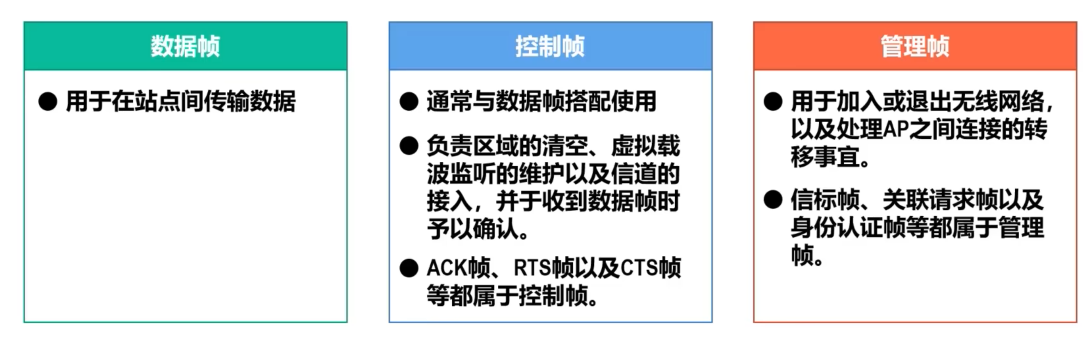 数据帧
● 用于在站点间传输数据
控制帧
● 通常与数据帧搭配使用
● 负责区域的清空、虚拟载
波监听的维护以及信道的
接入，并于收到数据帧时
予以确认。
● ACK帧、RTS帧以及CTS帧
等都属于控制帧。
管理帧
● 用于加入或退出无线网络，
以及处理AP之间连接的转
移事宜。
● 信标帧、关联请求帧以及
身份认证帧等都属于管理
帧。